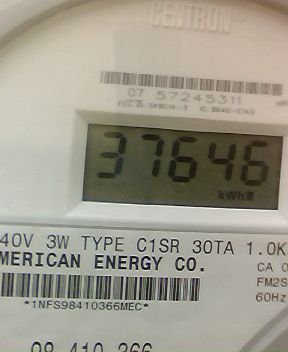 CENTRON®
07 57245311
37646
kWh
40V 3W TYPE C1SR 30TA 1.0K
MERICAN ENERGY CO.
CA 0
*1NFS98410366MEC*
FM2S
60Hz
98 410 366